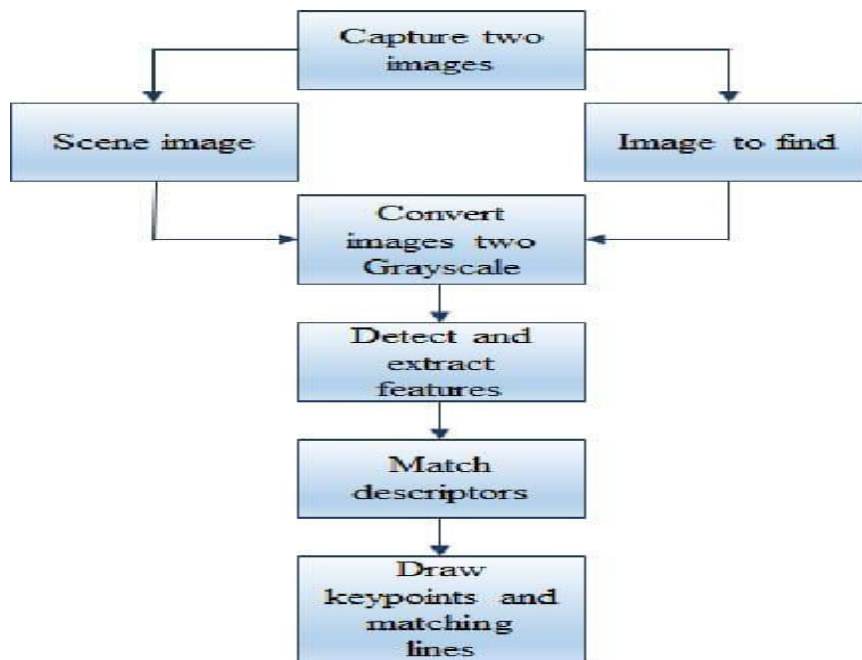 Capture two
images
Scene image
Image to find
Convert
images two
Grayscale
Detect and
extract
features
Match
descriptors
Draw
keypoints and
matching
lines